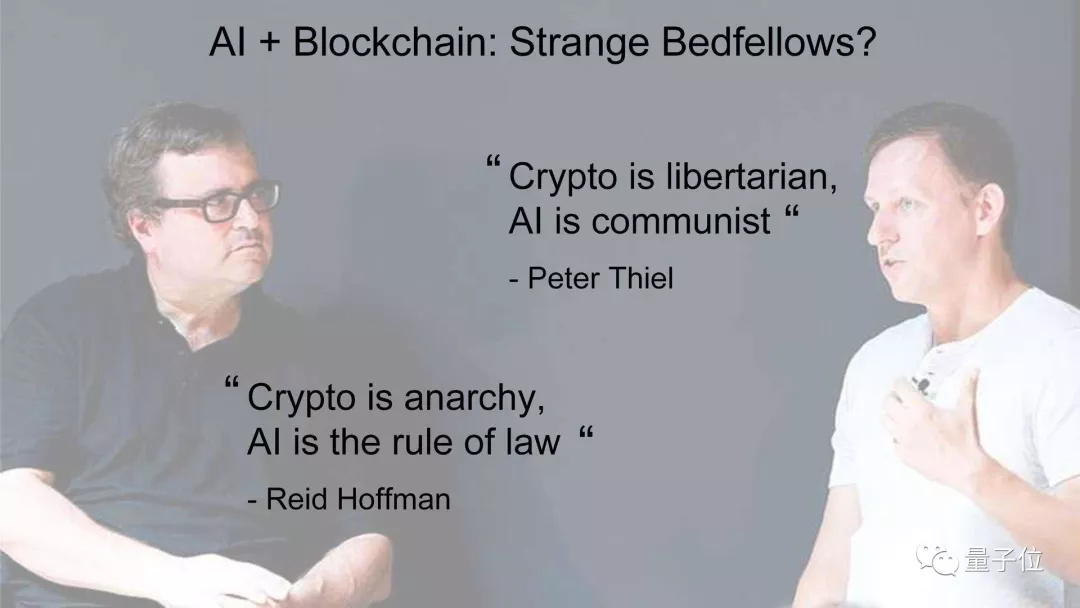 AI + Blockchain: Strange Bedfellows?
“ Crypto is libertarian,
AI is communist “
- Peter Thiel
“ Crypto is anarchy,
AI is the rule of law “
- Reid Hoffman
量子位